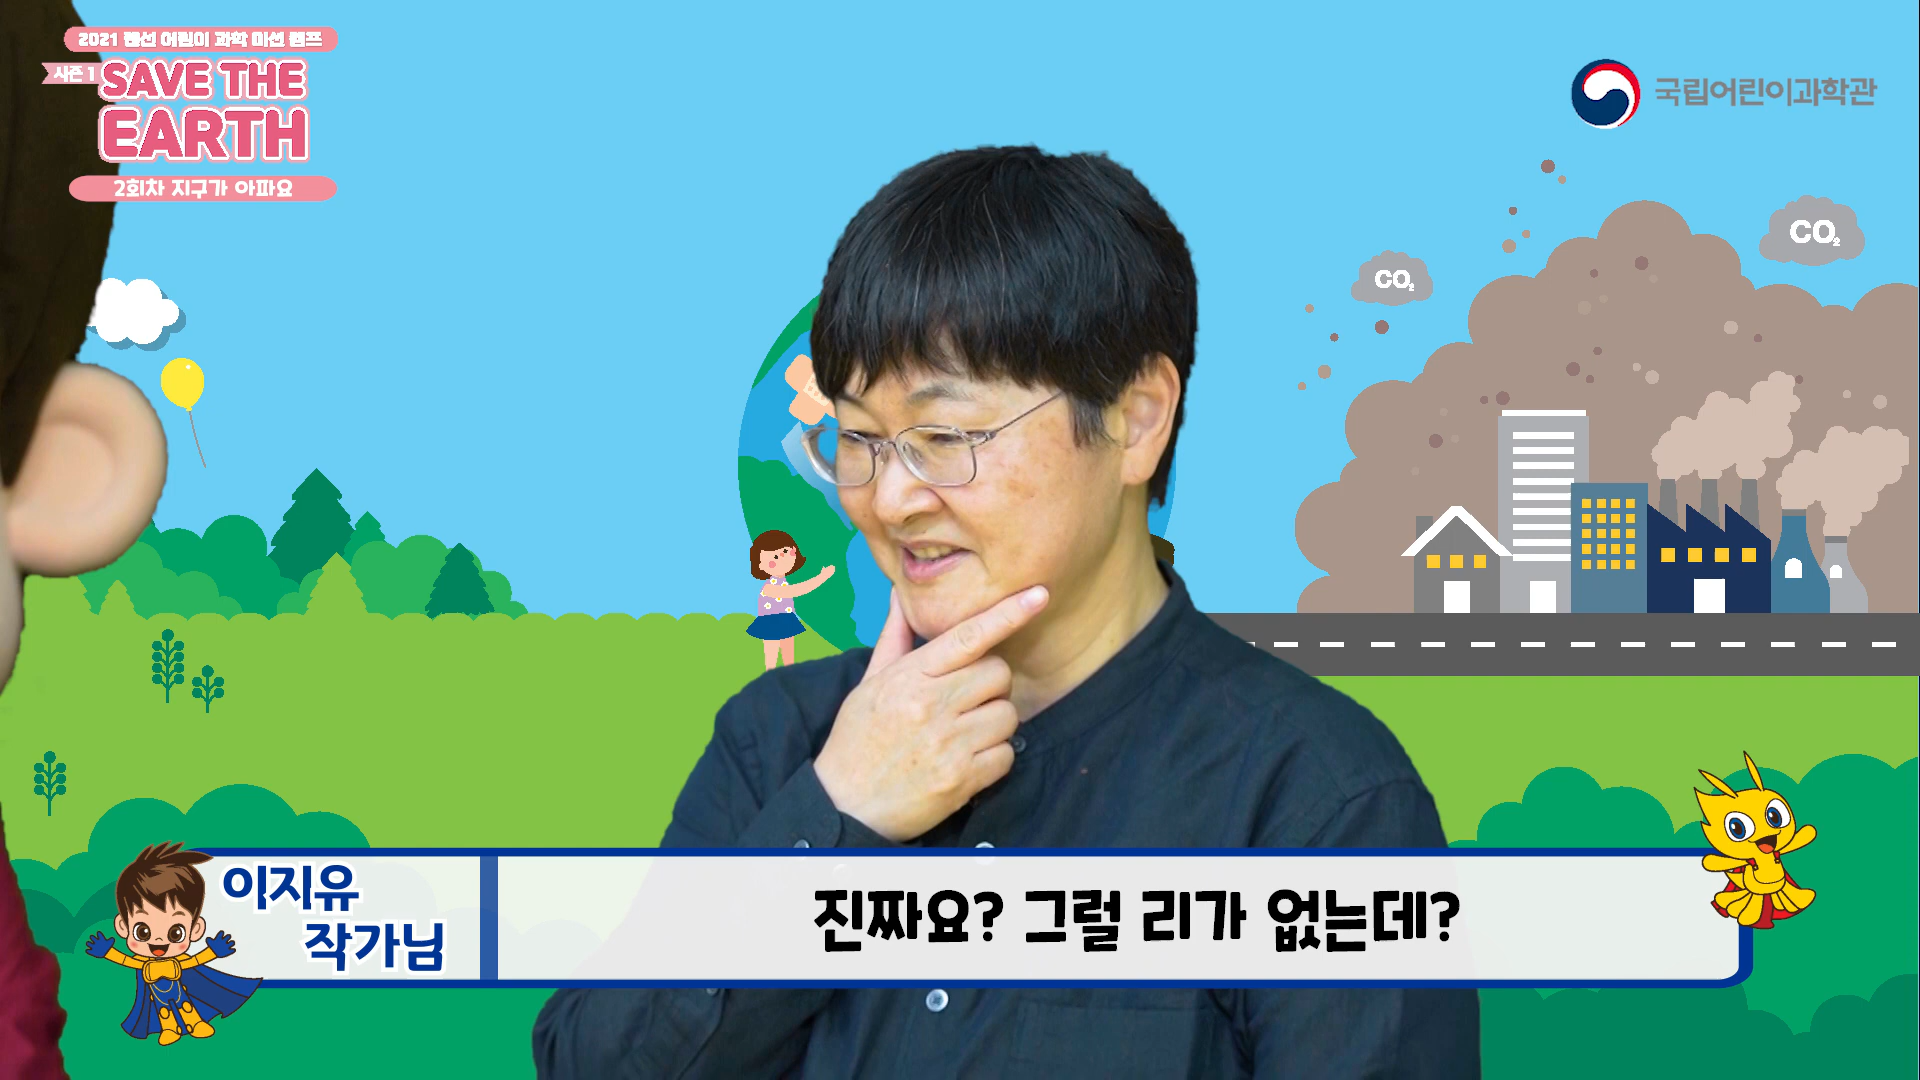 2021 랜선 어린이 과학 미션 캠프
시즌 1
SAVE THE
EARTH
2회차 지구가 아파요
국립어린이과학관
CO₂
CO₂
이지유
작가님
진짜요? 그럴 리가 없는데?